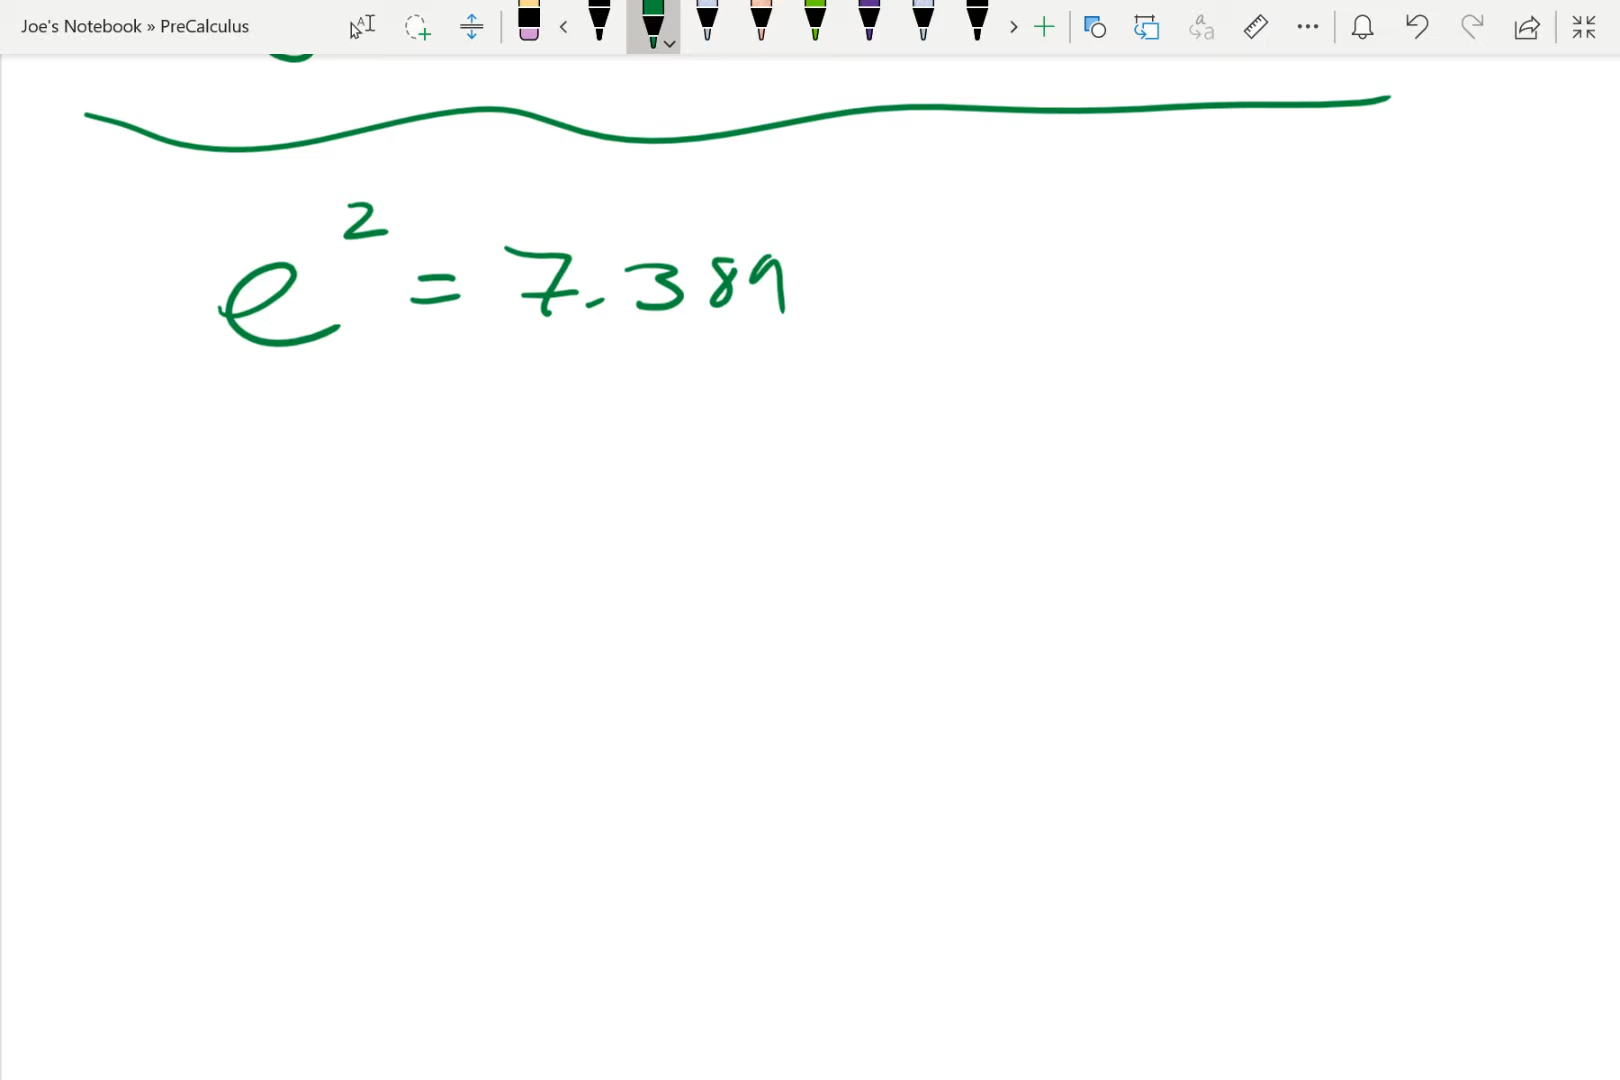 Joe's Notebook » PreCalculus
e² = 7.389